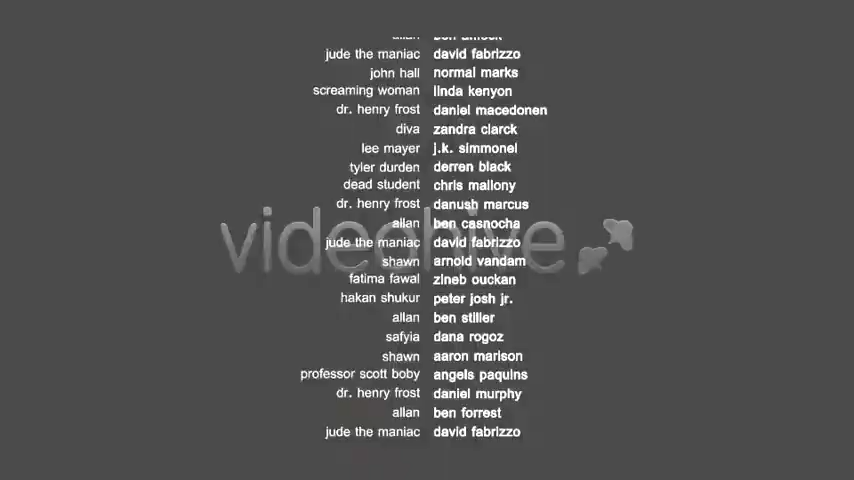 jude the maniac david fabrizzo
john hall normal marks
screaming woman linda kenyon
dr. henry frost daniel macedonen
diva zandra clarck
lee mayer j.k. simmonel
tyler durden derren black
dead student chris mallony
dr. henry frost danush marcus
allan ben casnocha
jude the maniac david fabrizzo
videohive
shawn arnold vandam
fatima fawal zineb ouckan
hakan shukur peter josh jr.
allan ben stiller
safyia dana rogoz
shawn aaron marison
professor scott boby angels paquins
dr. henry frost daniel murphy
allan ben forrest
jude the maniac david fabrizzo